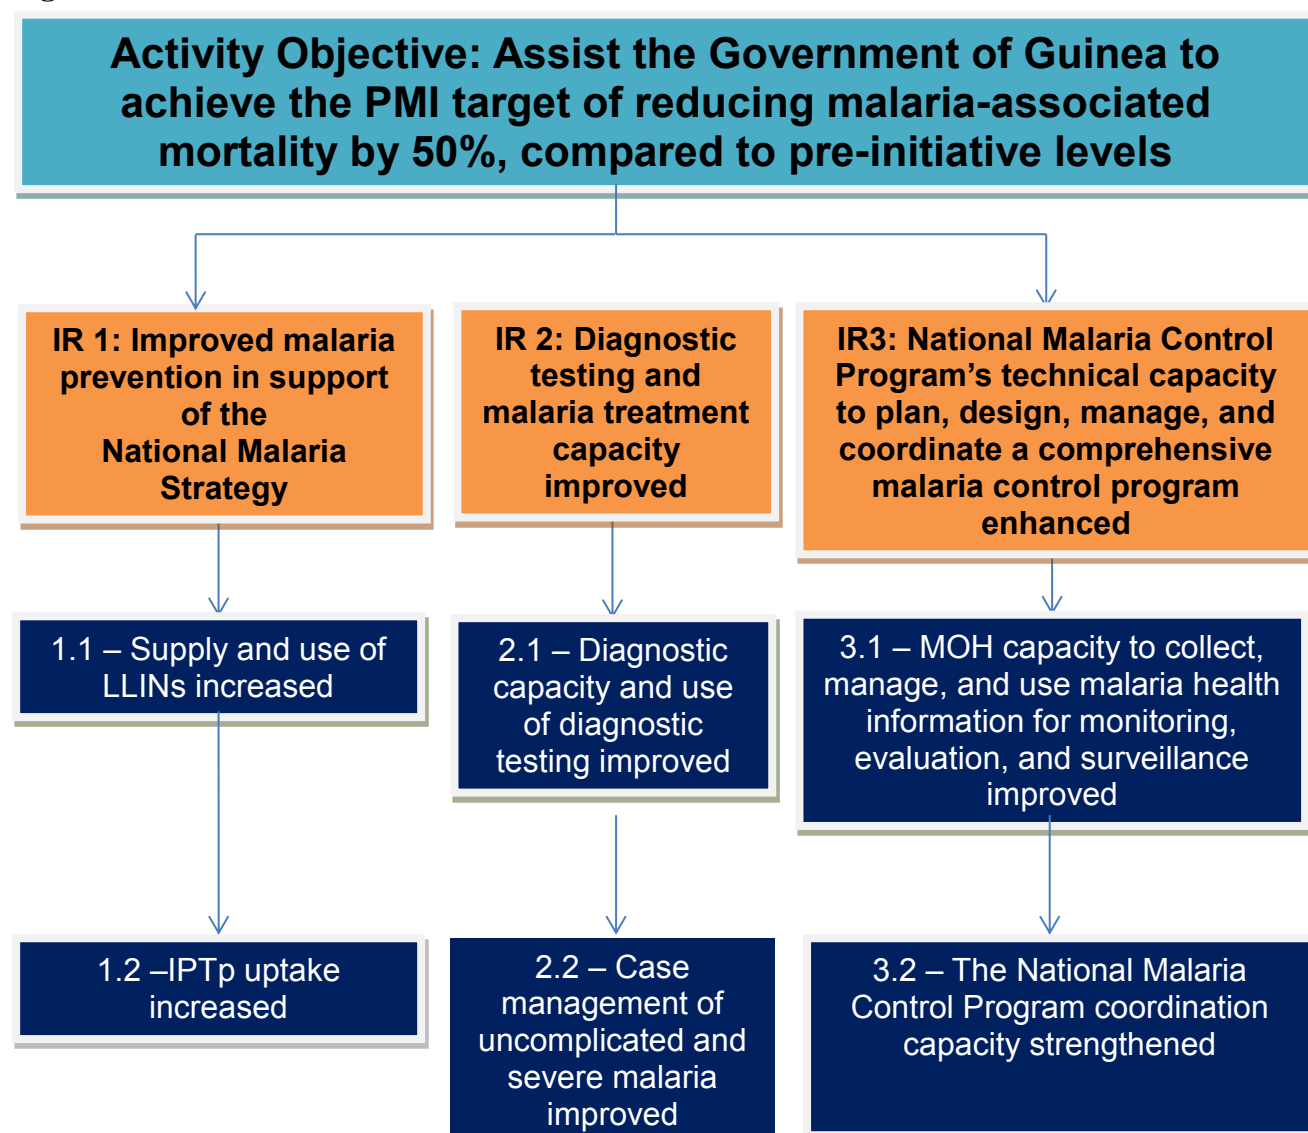 Activity Objective: Assist the Government of Guinea to
achieve the PMI target of reducing malaria-associated
mortality by 50%, compared to pre-initiative levels
IR 1: Improved malaria
prevention in support
of the
National Malaria
Strategy
IR 2: Diagnostic
testing and
malaria treatment
capacity
improved
IR3: National Malaria Control
Program’s technical capacity
to plan, design, manage, and
coordinate a comprehensive
malaria control program
enhanced
1.1 – Supply and use of
LLINs increased
2.1 – Diagnostic
capacity and use
of diagnostic
testing improved
3.1 – MOH capacity to collect,
manage, and use malaria health
information for monitoring,
evaluation, and surveillance
improved
1.2 –IPTp uptake
increased
2.2 – Case
management of
uncomplicated and
severe malaria
improved
3.2 – The National Malaria
Control Program coordination
capacity strengthened